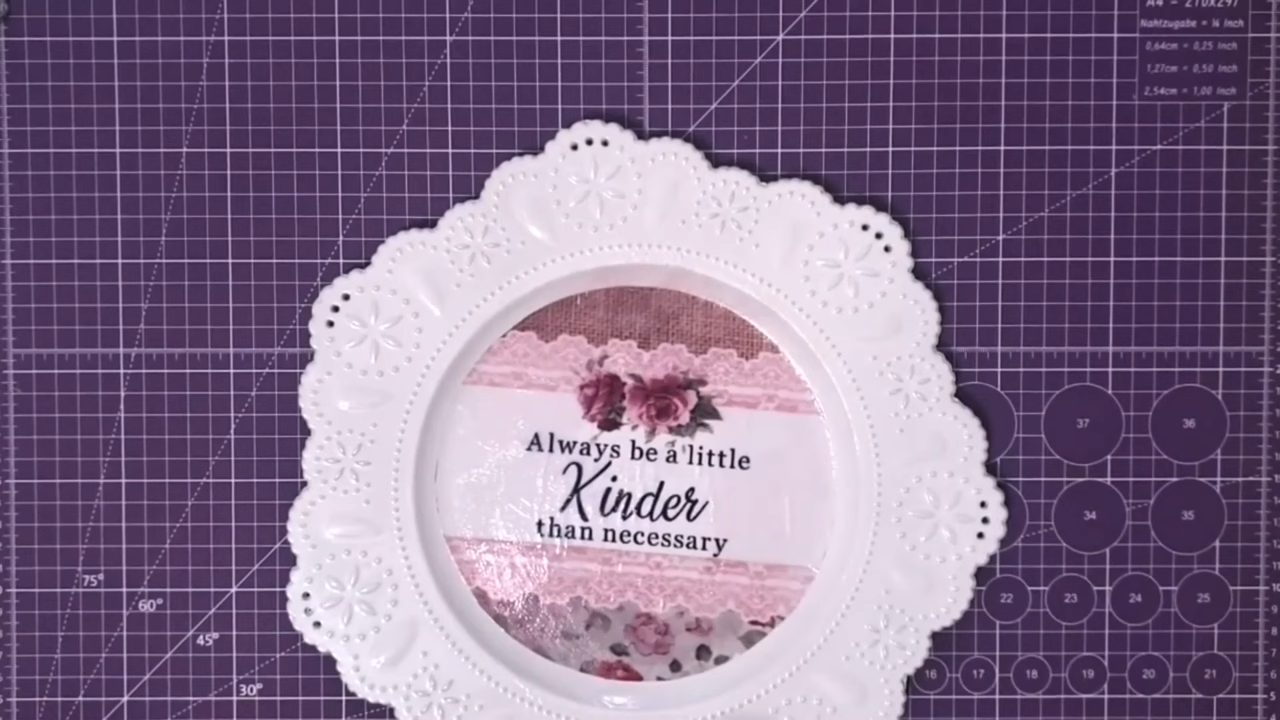 A4 = 210x297
Nahtzugabe = ¼ Inch
0,64cm = 0,25 Inch
1,27cm = 0,50 Inch
2,54cm = 1,00 Inch
Always be a little
Kinder
than necessary
37
36
34
35
22
23
24
25
16
17
18
19
20
21
75°
60°
45°
30°